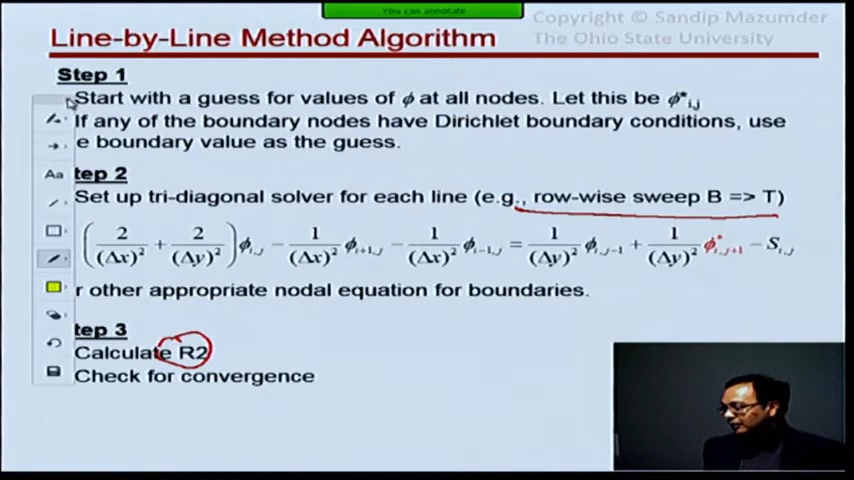 You can annotate
Copyright © Sandip Mazumder
Line-by-Line Method Algorithm
The Ohio State University
Step 1
Start with a guess for values of ϕ at all nodes. Let this be ϕ*i,j
If any of the boundary nodes have Dirichlet boundary conditions, use
e boundary value as the guess.
Aa
tep 2
Set up tri-diagonal solver for each line (e.g., row-wise sweep B => T)
(2/(Δx)² + 2/(Δy)²)ϕi,j − 1/(Δx)² ϕi+1,j − 1/(Δx)² ϕi−1,j = 1/(Δy)² ϕi,j−1 + 1/(Δy)² ϕ*i,j+1 − Si,j
r other appropriate nodal equation for boundaries.
tep 3
Calculate R2
Check for convergence